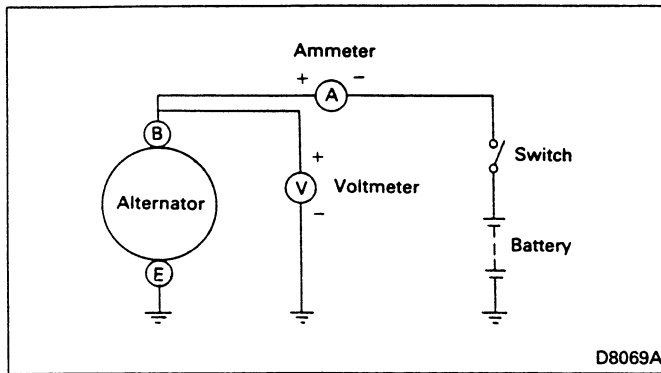 Ammeter
+ −
A
B
Switch
+
Alternator
V
Voltmeter
−
Battery
E
D8069A